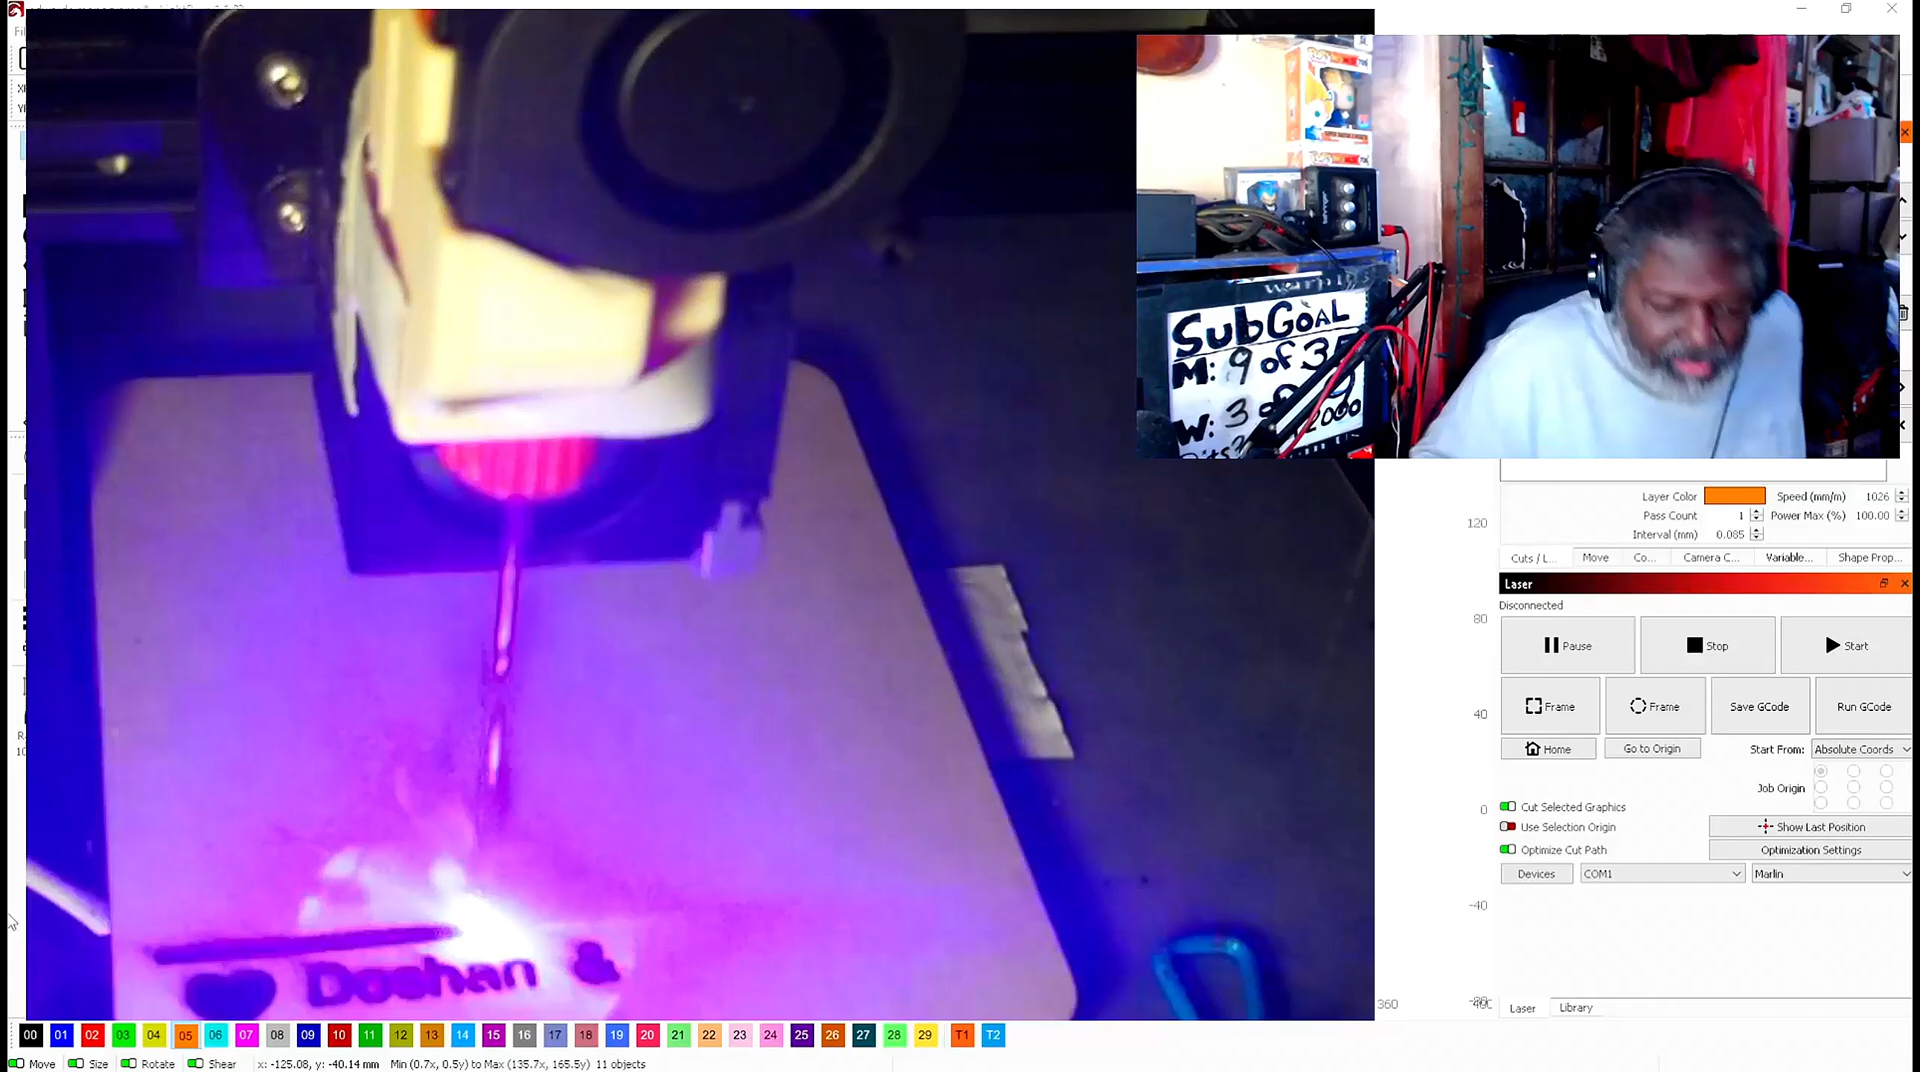 SubGoal
M: 9 of 35
W: 3
2000
Doshan &
Layer Color
Speed (mm/m) 1026
Pass Count 1
Power Max (%) 100.00
Interval (mm) 0.085
Cuts / L... Move Co... Camera C... Variable... Shape Prop...
Laser
Disconnected
Pause Stop Start
Frame Frame Save GCode Run GCode
Home Go to Origin Start From: Absolute Coords
Job Origin
Cut Selected Graphics
Use Selection Origin Show Last Position
Optimize Cut Path Optimization Settings
Devices COM1 Marlin
Laser Library
120
80
40
0
-40
360
00 01 02 03 04 05 06 07 08 09 10 11 12 13 14 15 16 17 18 19 20 21 22 23 24 25 26 27 28 29 T1 T2
Move Size Rotate Shear x: -125.08, y: -40.14 mm Min (0.7x, 0.5y) to Max (135.7x, 165.5y) 11 objects